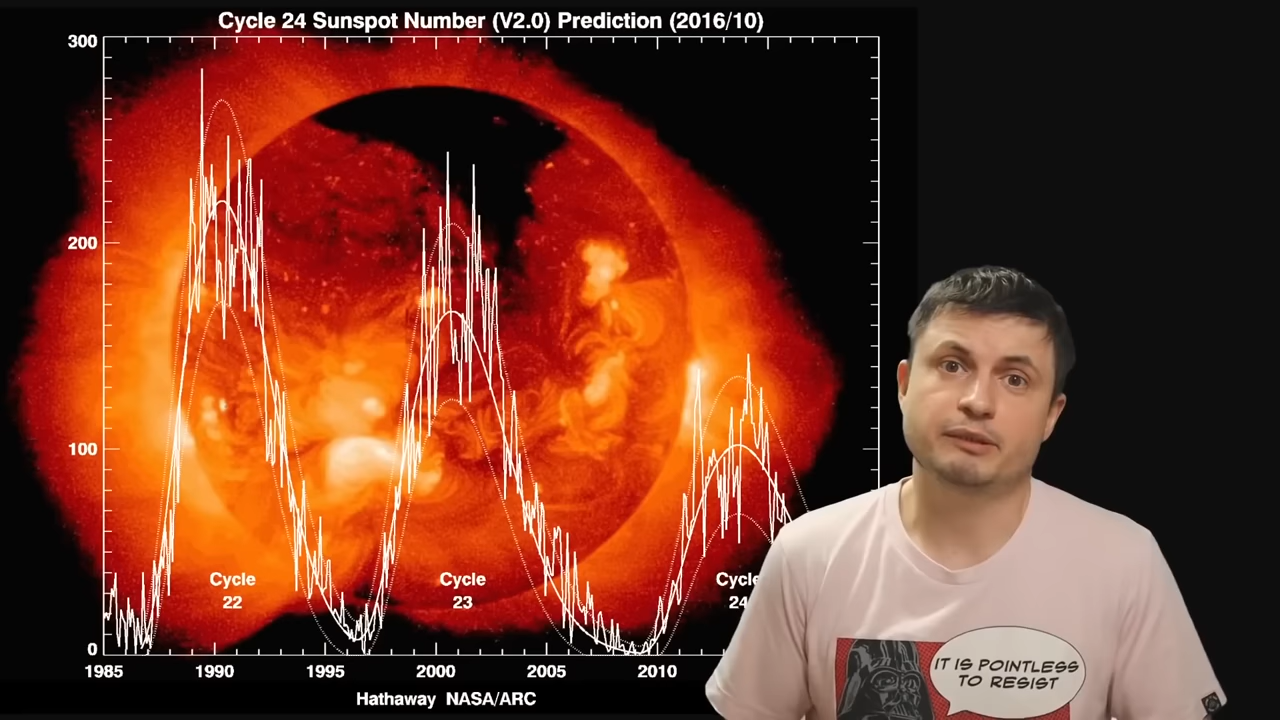 Cycle 24 Sunspot Number (V2.0) Prediction (2016/10)
300
200
100
0
Cycle
22
Cycle
23
Cycle
24
1985
1990
1995
2000
2005
2010
Hathaway NASA/ARC
IT IS POINTLESS
TO RESIST